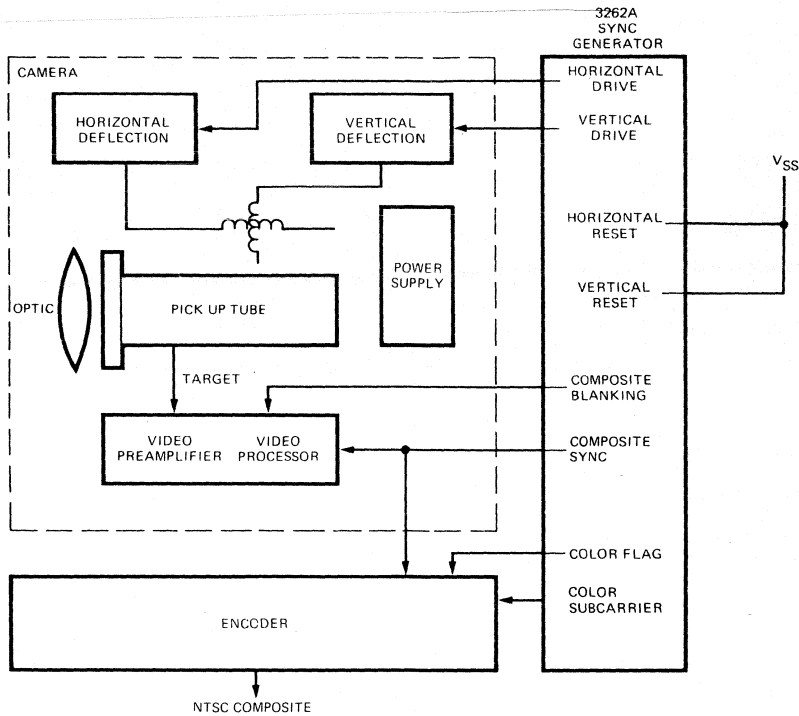 3262A
SYNC
GENERATOR
CAMERA
HORIZONTAL
DRIVE
HORIZONTAL
DEFLECTION
VERTICAL
DEFLECTION
VERTICAL
DRIVE
VSS
HORIZONTAL
RESET
POWER
SUPPLY
VERTICAL
RESET
OPTIC
PICK UP TUBE
TARGET
COMPOSITE
BLANKING
VIDEO
PREAMPLIFIER
VIDEO
PROCESSOR
COMPOSITE
SYNC
COLOR FLAG
COLOR
SUBCARRIER
ENCODER
NTSC COMPOSITE